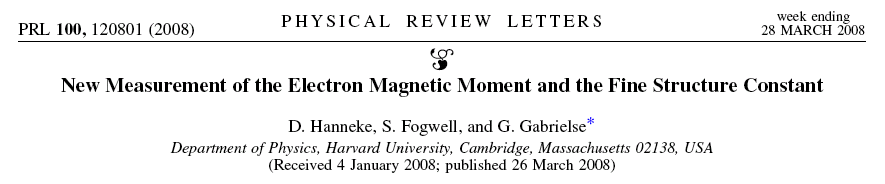 PRL 100, 120801 (2008)
PHYSICAL REVIEW LETTERS
week ending
28 MARCH 2008
New Measurement of the Electron Magnetic Moment and the Fine Structure Constant
D. Hanneke, S. Fogwell, and G. Gabrielse*
Department of Physics, Harvard University, Cambridge, Massachusetts 02138, USA
(Received 4 January 2008; published 26 March 2008)